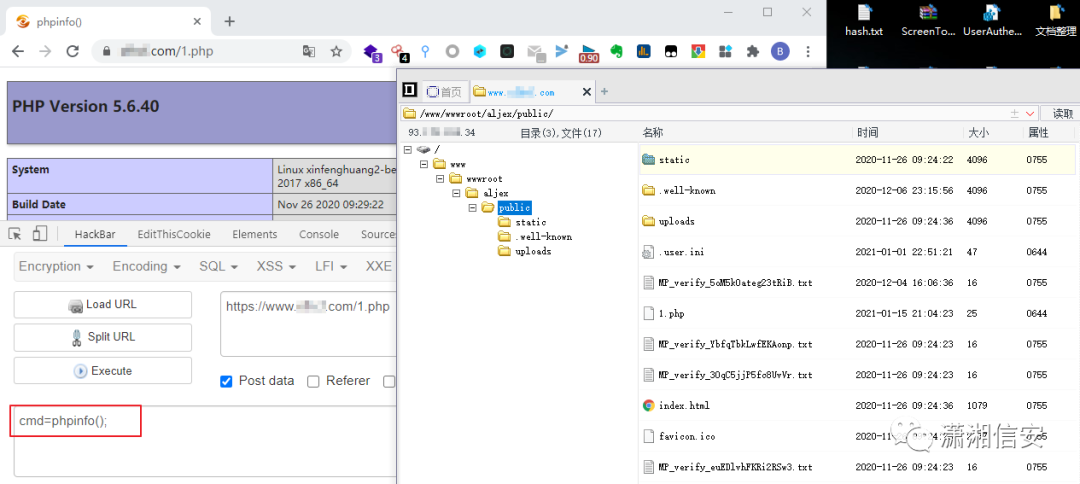 phpinfo()
hash.txt
ScreenTo...
UserAuthe...
文档整理
.com/1.php
3
4
0.90
B
PHP Version 5.6.40
System
Linux xinfenghuang2-be
2017 x86_64
Build Date
Nov 26 2020 09:29:22
HackBar
EditThisCookie
Elements
Console
Sources
Encryption
Encoding
SQL
XSS
LFI
XXE
Load URL
Split URL
Execute
https://www. .com/1.php
Post data
Referer
cmd=phpinfo();
首页
www. .com
/www/wwwroot/aljex/public/
读取
93. .34
目录(3),文件(17)
名称
时间
大小
属性
/
www
wwwroot
aljex
public
static
.well-known
uploads
static 2020-11-26 09:24:22 4096 0755
.well-known 2020-12-06 23:15:56 4096 0755
uploads 2020-11-26 09:24:36 4096 0755
.user.ini 2021-01-01 22:51:21 47 0644
MP_verify_5oM5kOateg23tRiB.txt 2020-12-04 16:06:36 16 0755
1.php 2021-01-15 21:04:23 25 0644
MP_verify_YbfqTbkLwfEKAonp.txt 2020-11-26 09:24:23 16 0755
MP_verify_3OqC5jjP5fo8UvVr.txt 2020-11-26 09:24:23 16 0755
index.html 2020-11-26 09:24:36 1079 0755
favicon.ico 0755
MP_verify_euEDlvhFKRi2RSw3.txt 2020-11-26 09:24:23 16 0755
潇湘信安